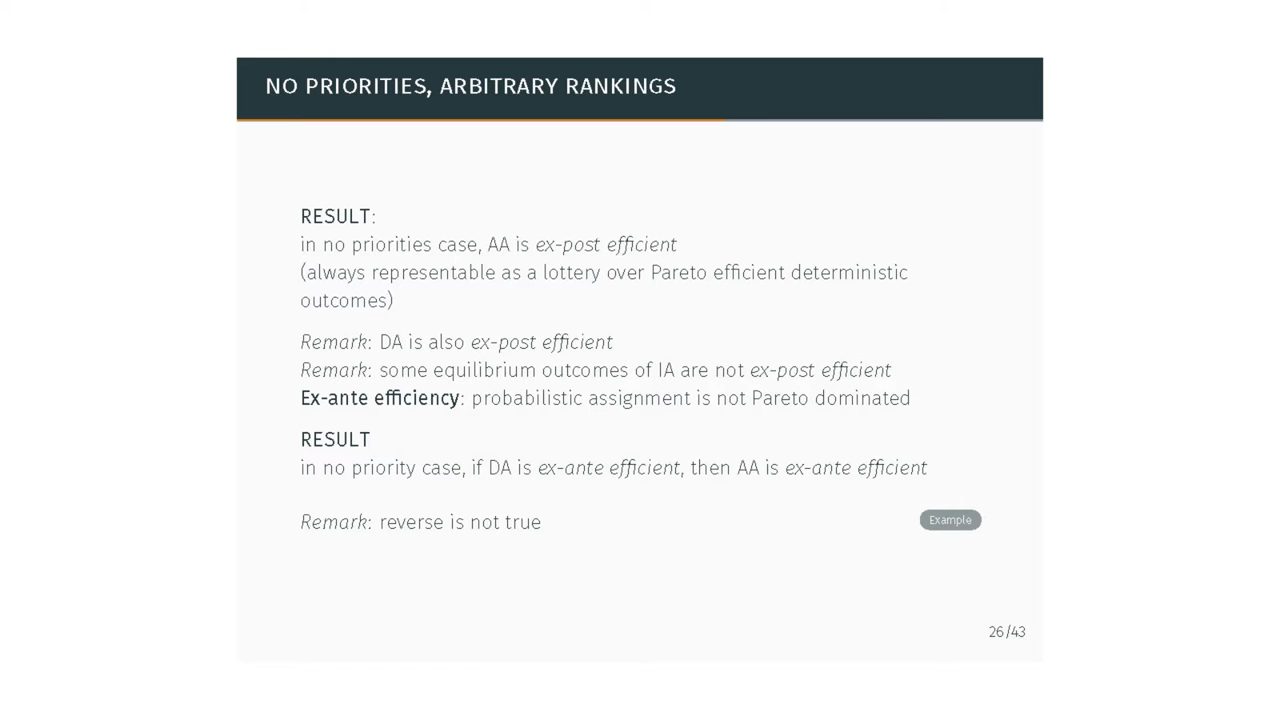 NO PRIORITIES, ARBITRARY RANKINGS
RESULT:
in no priorities case, AA is ex-post efficient
(always representable as a lottery over Pareto efficient deterministic
outcomes)
Remark: DA is also ex-post efficient
Remark: some equilibrium outcomes of IA are not ex-post efficient
Ex-ante efficiency: probabilistic assignment is not Pareto dominated
RESULT
in no priority case, if DA is ex-ante efficient, then AA is ex-ante efficient
Remark: reverse is not true
Example
26/43